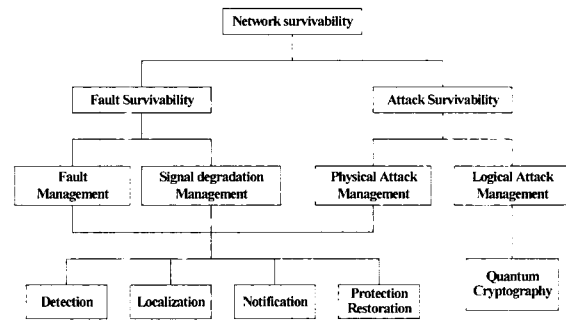 Network survivability
Fault Survivability
Attack Survivability
Fault
Management
Signal degradation
Management
Physical Attack
Management
Logical Attack
Management
Detection
Localization
Notification
Protection
Restoration
Quantum
Cryptography